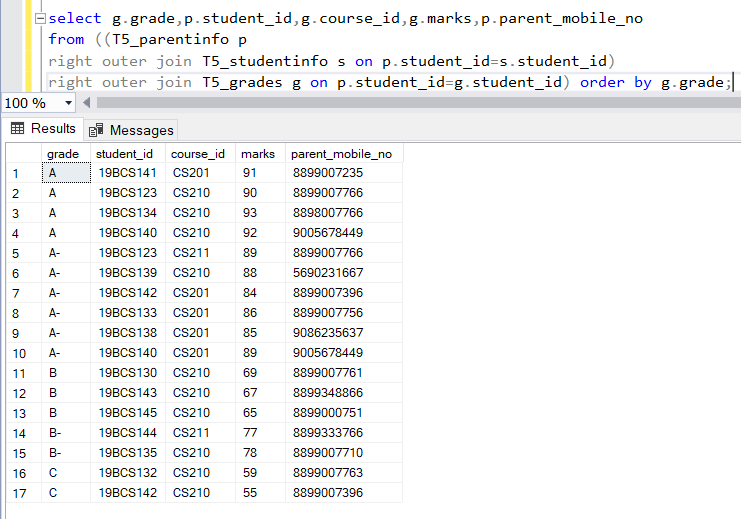 select g.grade,p.student_id,g.course_id,g.marks,p.parent_mobile_no
from ((T5_parentinfo p
right outer join T5_studentinfo s on p.student_id=s.student_id)
right outer join T5_grades g on p.student_id=g.student_id) order by g.grade;
100 %
Results Messages
grade student_id course_id marks parent_mobile_no
1 A 19BCS141 CS201 91 8899007235
2 A 19BCS123 CS210 90 8899007766
3 A 19BCS134 CS210 93 8898007766
4 A 19BCS140 CS210 92 9005678449
5 A- 19BCS123 CS211 89 8899007766
6 A- 19BCS139 CS210 88 5690231667
7 A- 19BCS142 CS201 84 8899007396
8 A- 19BCS133 CS201 86 8899007756
9 A- 19BCS138 CS201 85 9086235637
10 A- 19BCS140 CS201 89 9005678449
11 B 19BCS130 CS210 69 8899007761
12 B 19BCS143 CS210 67 8899348866
13 B 19BCS145 CS210 65 8899000751
14 B- 19BCS144 CS211 77 8899333766
15 B- 19BCS135 CS210 78 8899007710
16 C 19BCS132 CS210 59 8899007763
17 C 19BCS142 CS210 55 8899007396